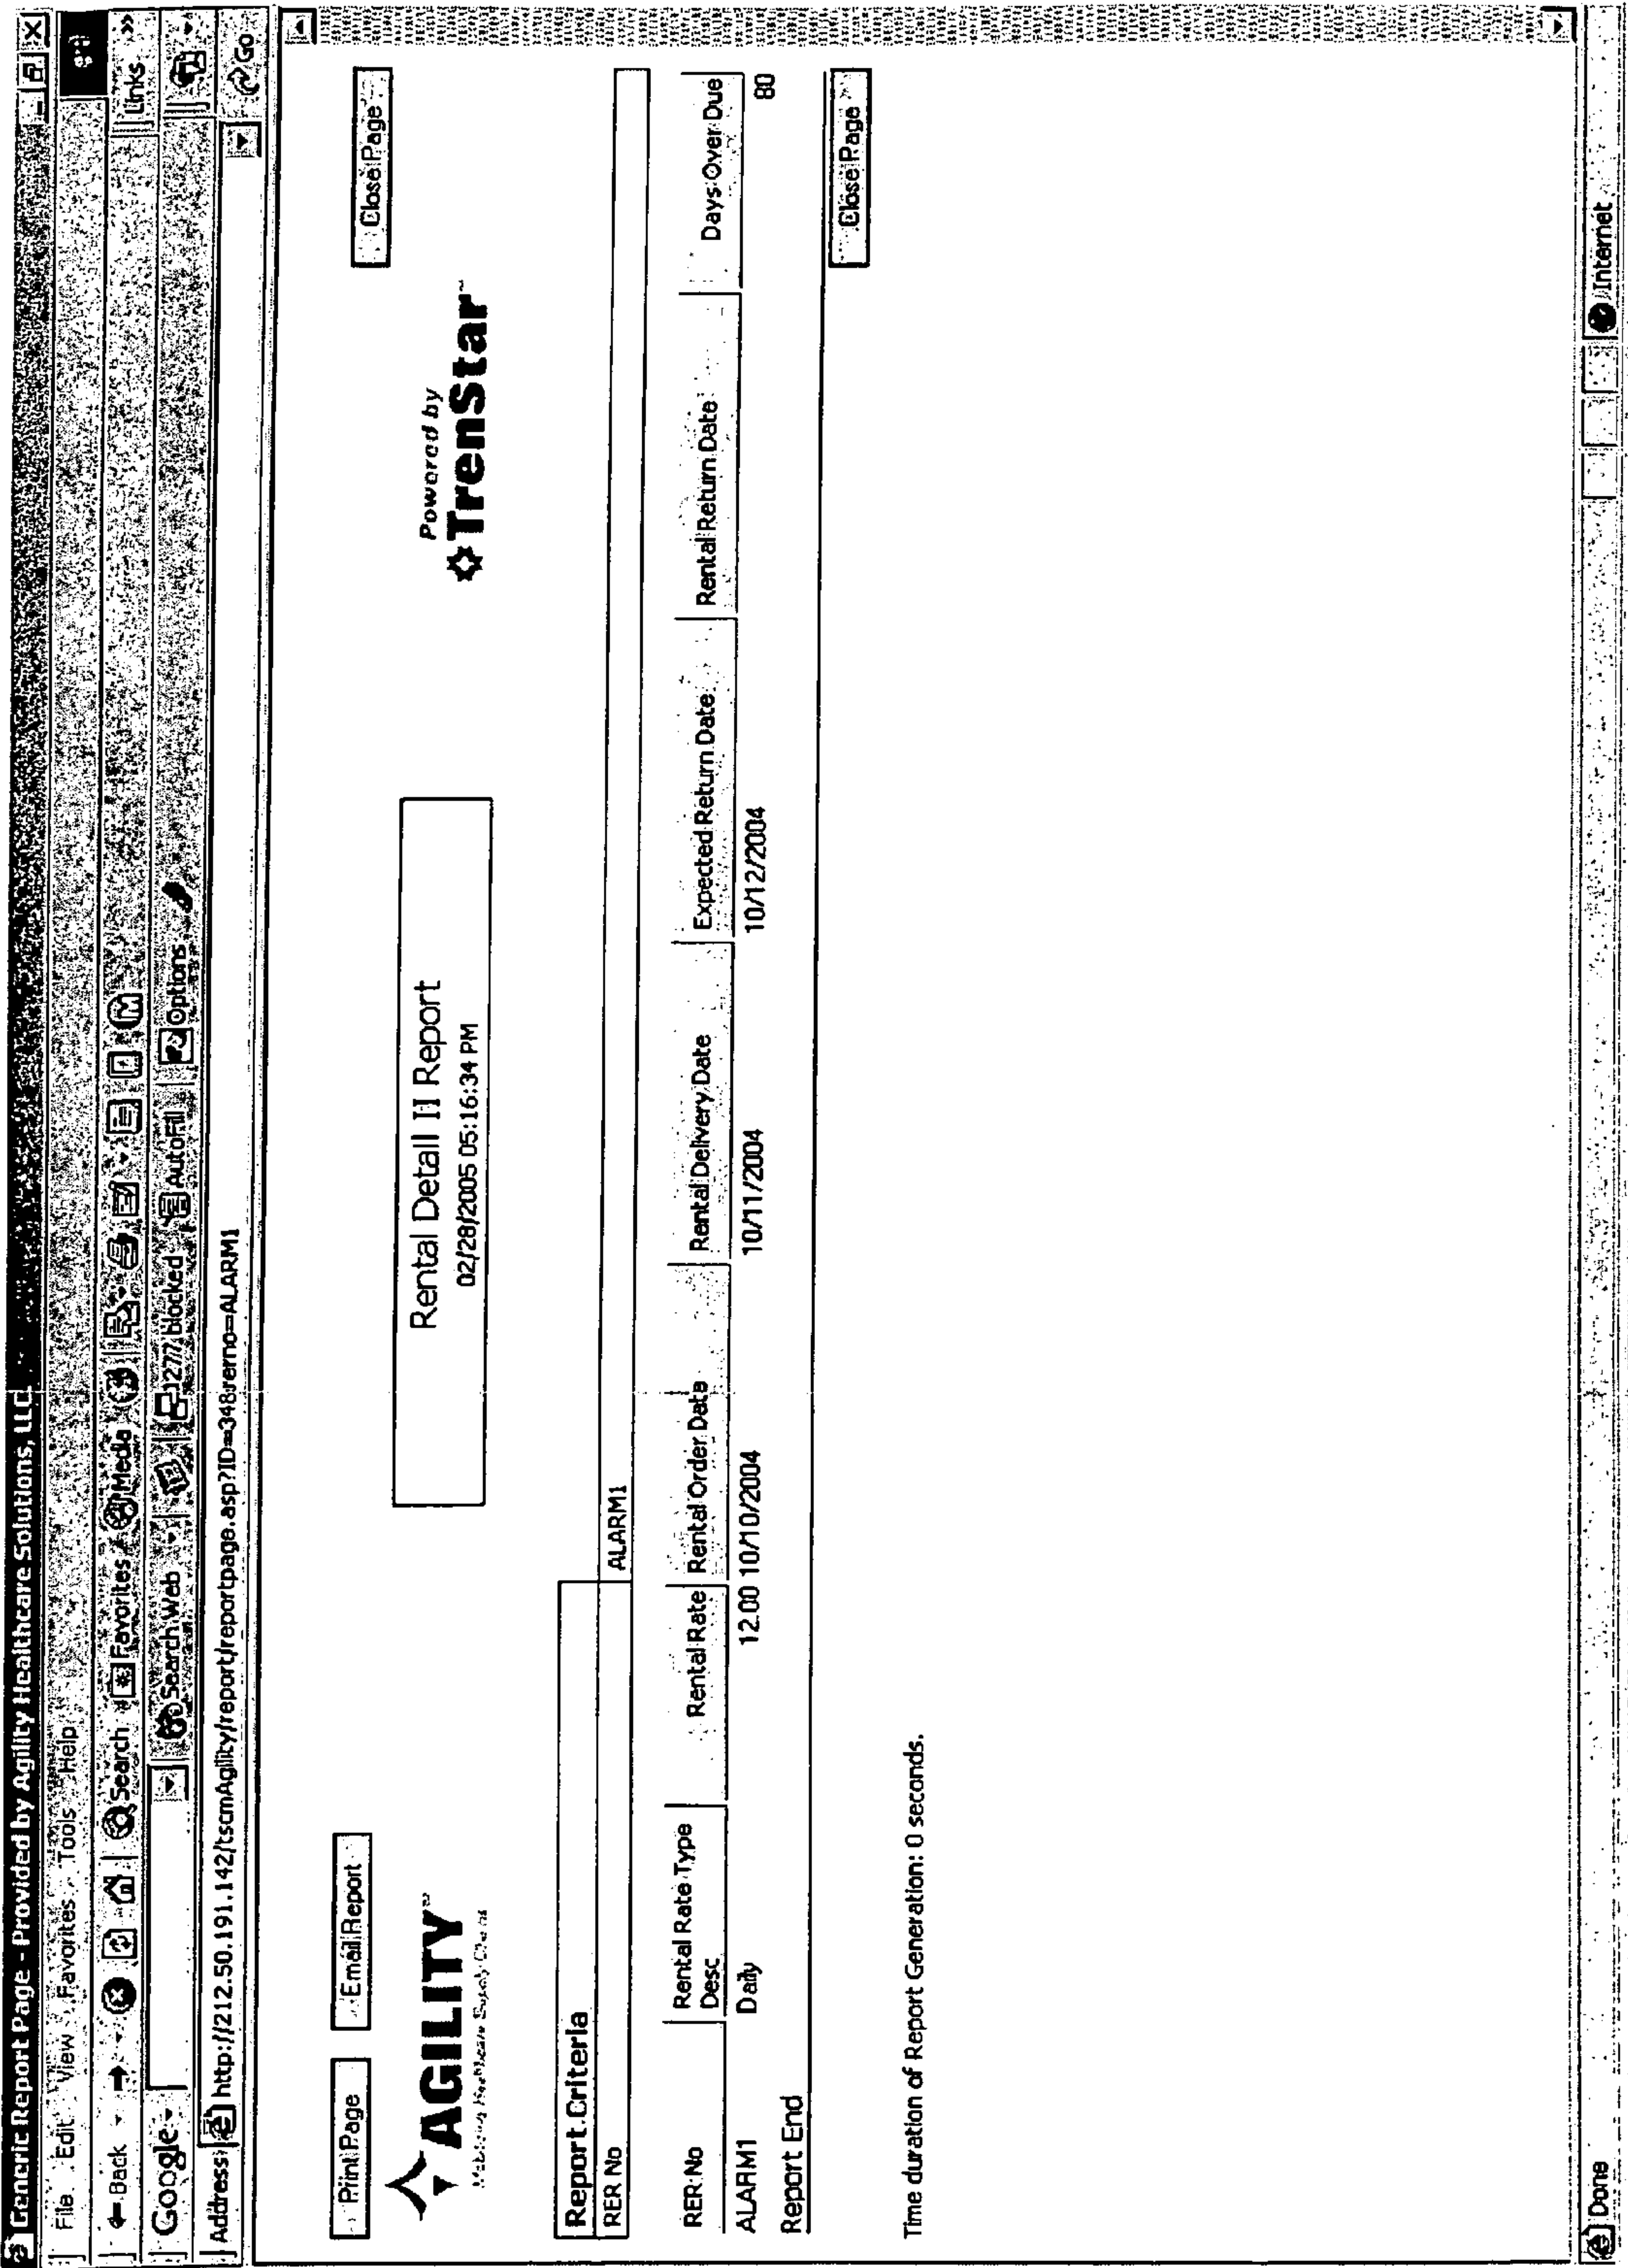 Generic Report Page - Provided by Agility Healthcare Solutions, LLC
File Edit View Favorites Tools Help
Back Search Favorites Media Links »
Google Search Web 277 blocked AutoFill Options
Address http://212.50.191.142/tscmAgility/report/reportpage.asp?ID=348rerno=ALARM1 Go
Print Page Email Report Close Page
AGILITY™
Rental Detail II Report
02/28/2005 05:16:34 PM
Powered by
TrenStar™
Report Criteria
RER No ALARM1
RER No Rental Rate Type Desc Rental Rate Rental Order Date Rental Delivery Date Expected Return Date Rental Return Date Days Over Due
ALARM1 Daily 12.00 10/10/2004 10/11/2004 10/12/2004 80
Report End
Close Page
Time duration of Report Generation: 0 seconds.
Done Internet